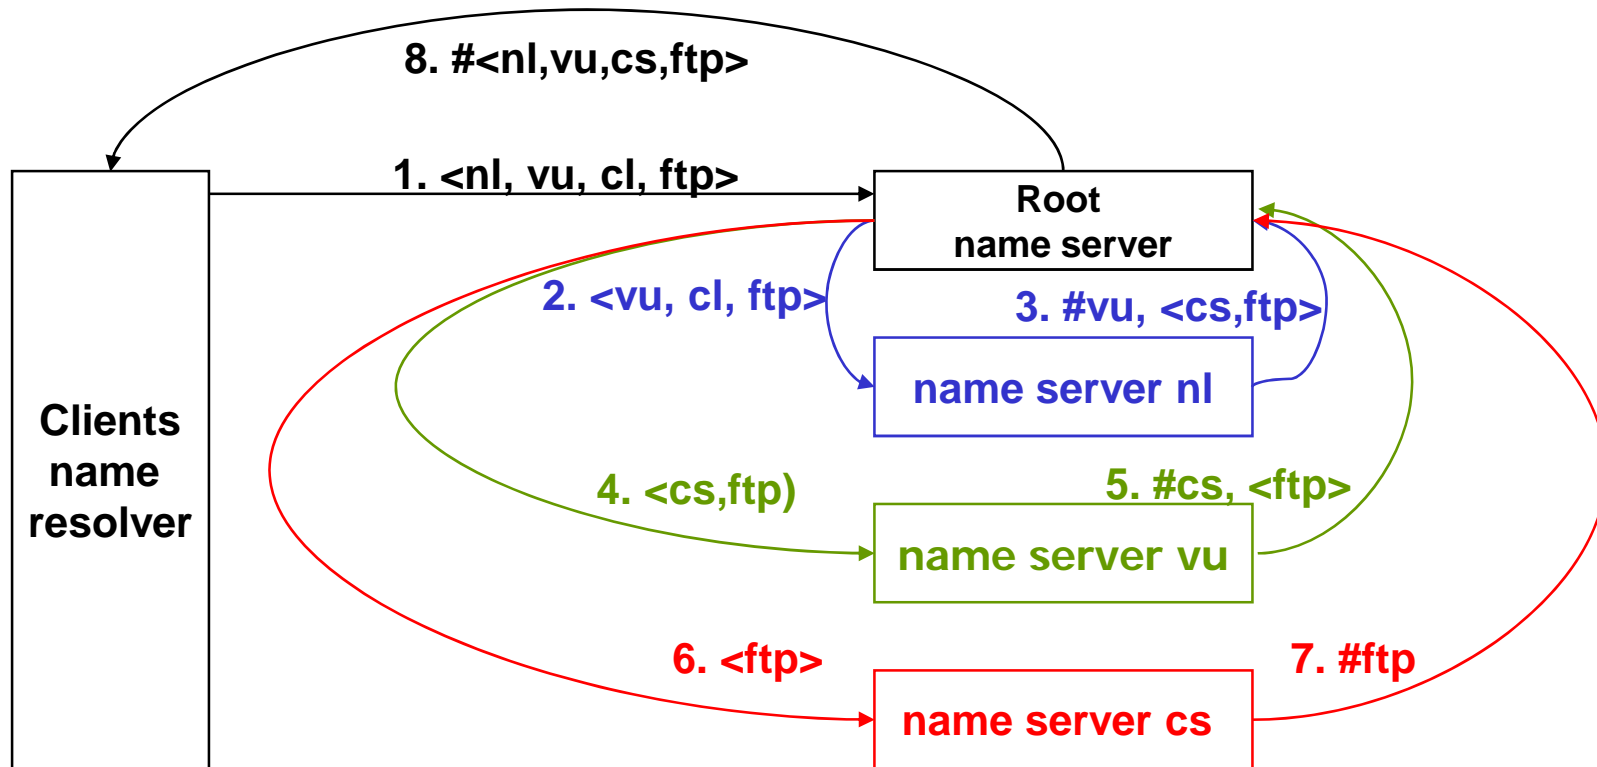 8. #<nl,vu,cs,ftp>
1. <nl, vu, cl, ftp>
Root
name server
2. <vu, cl, ftp>
3. #vu, <cs,ftp>
name server nl
Clients
name
resolver
4. <cs,ftp)
5. #cs, <ftp>
name server vu
6. <ftp>
7. #ftp
name server cs